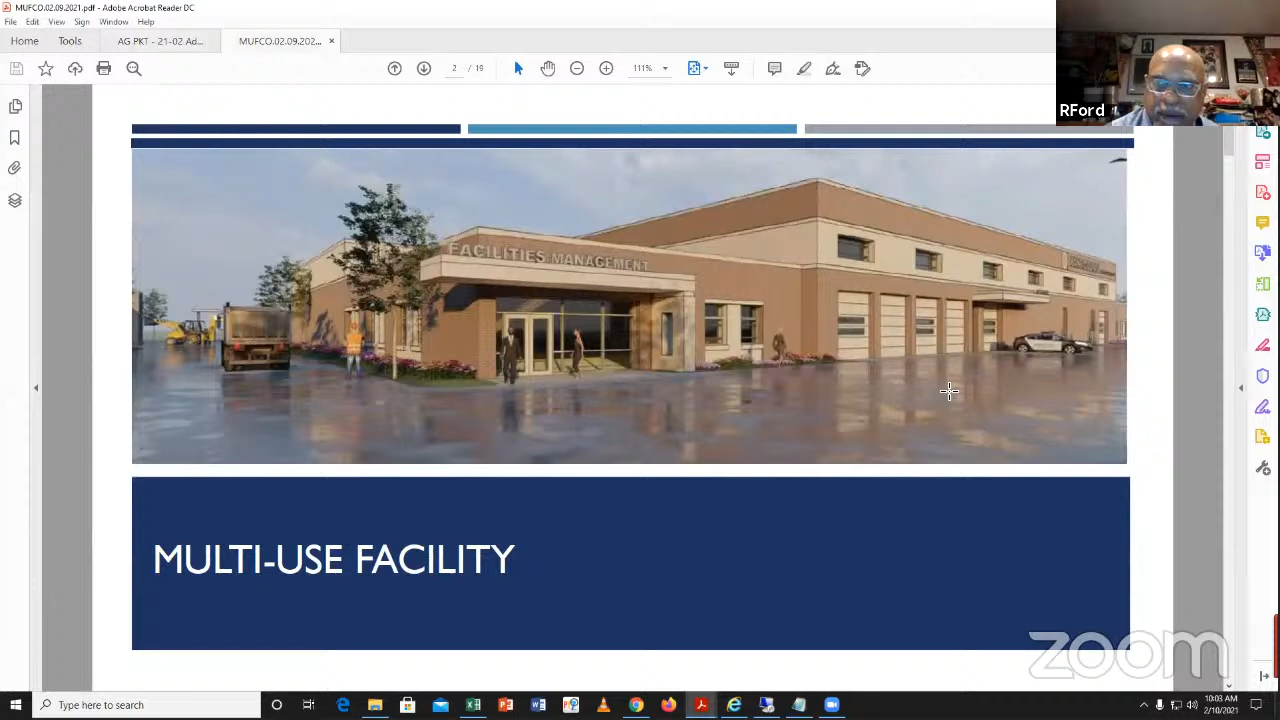 MUFCO.02.09.2021.pdf - Adobe Acrobat Reader DC
File Edit View Sign Window Help
Home Tools AG PKT - 21-02 Ad... MUFCO.02.09.202... ×
2 / 19 111%
RFord
FACILITIES MANAGEMENT
MULTI-USE FACILITY
zoom
Type here to search
10:03 AM
2/10/2021